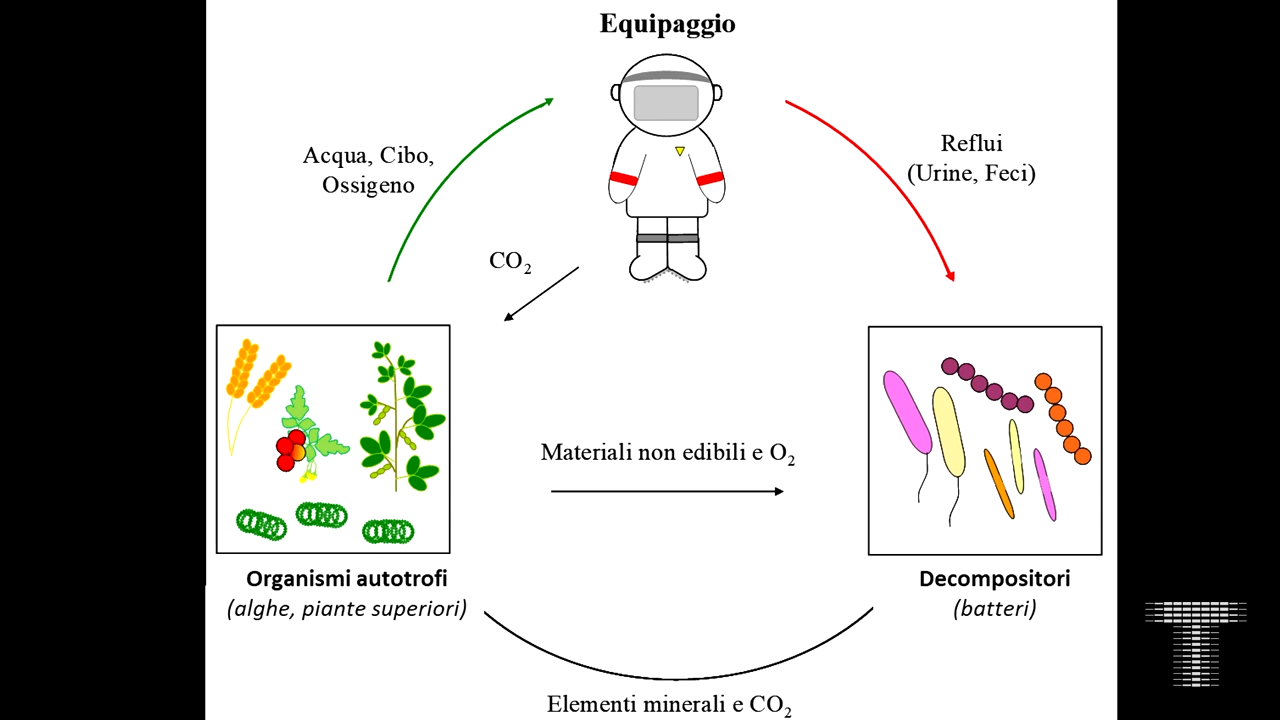 Equipaggio
Acqua, Cibo,
Ossigeno
Reflui
(Urine, Feci)
CO₂
Materiali non edibili e O₂
Organismi autotrofi
(alghe, piante superiori)
Decompositori
(batteri)
Elementi minerali e CO₂